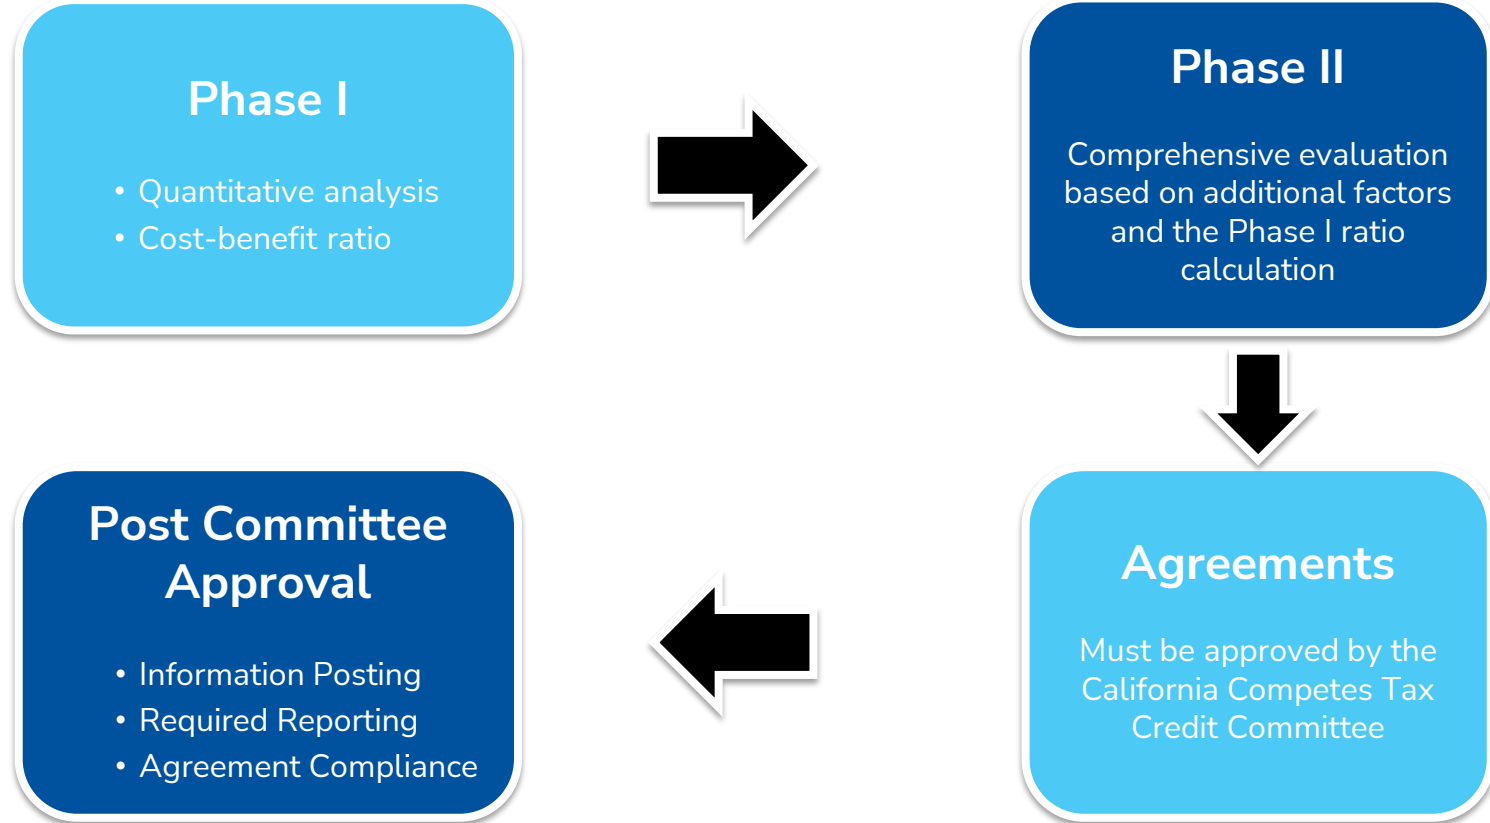 Phase I
• Quantitative analysis
• Cost-benefit ratio
Phase II
Comprehensive evaluation
based on additional factors
and the Phase I ratio
calculation
Agreements
Must be approved by the
California Competes Tax
Credit Committee
Post Committee
Approval
• Information Posting
• Required Reporting
• Agreement Compliance